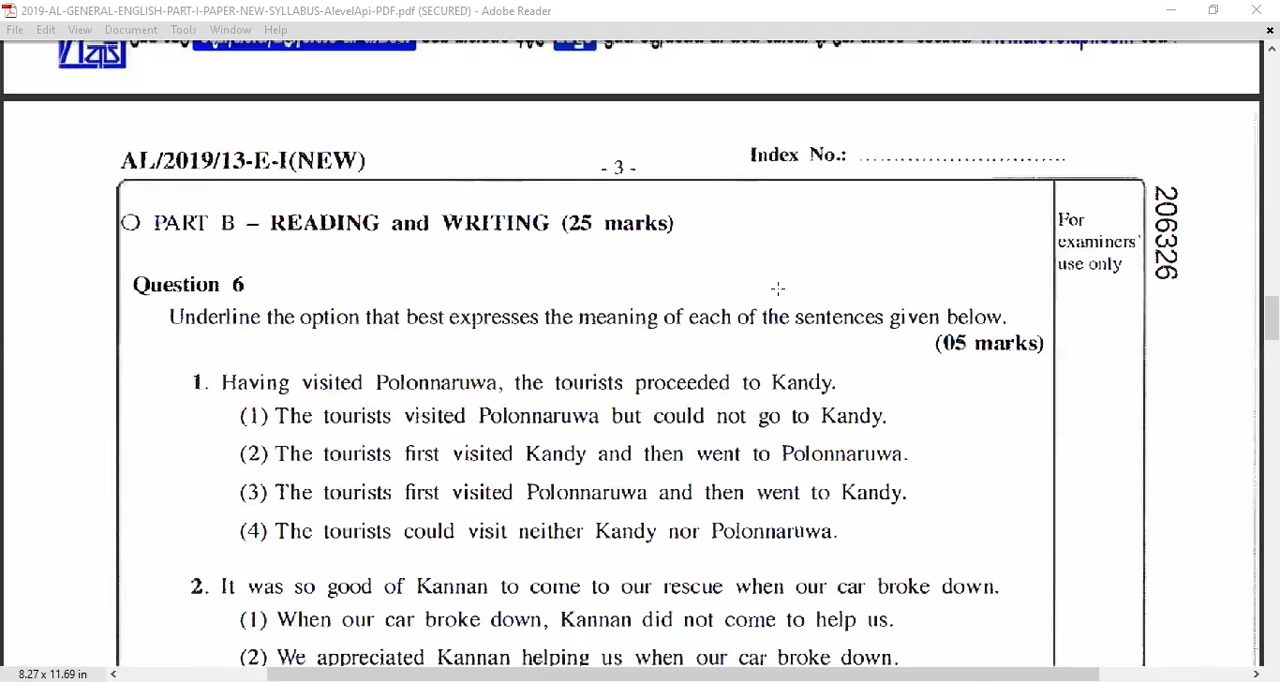 2019-AL-GENERAL-ENGLISH-PART-I-PAPER-NEW-SYLLABUS-AlevelApi-PDF.pdf (SECURED) - Adobe Reader
File Edit View Document Tools Window Help
AL/2019/13-E-I(NEW)
- 3 -
Index No.: ................................
PART B – READING and WRITING (25 marks)
For
examiners'
use only
206326
Question 6
Underline the option that best expresses the meaning of each of the sentences given below.
(05 marks)
1. Having visited Polonnaruwa, the tourists proceeded to Kandy.
(1) The tourists visited Polonnaruwa but could not go to Kandy.
(2) The tourists first visited Kandy and then went to Polonnaruwa.
(3) The tourists first visited Polonnaruwa and then went to Kandy.
(4) The tourists could visit neither Kandy nor Polonnaruwa.
2. It was so good of Kannan to come to our rescue when our car broke down.
(1) When our car broke down, Kannan did not come to help us.
(2) We appreciated Kannan helping us when our car broke down.
8.27 x 11.69 in